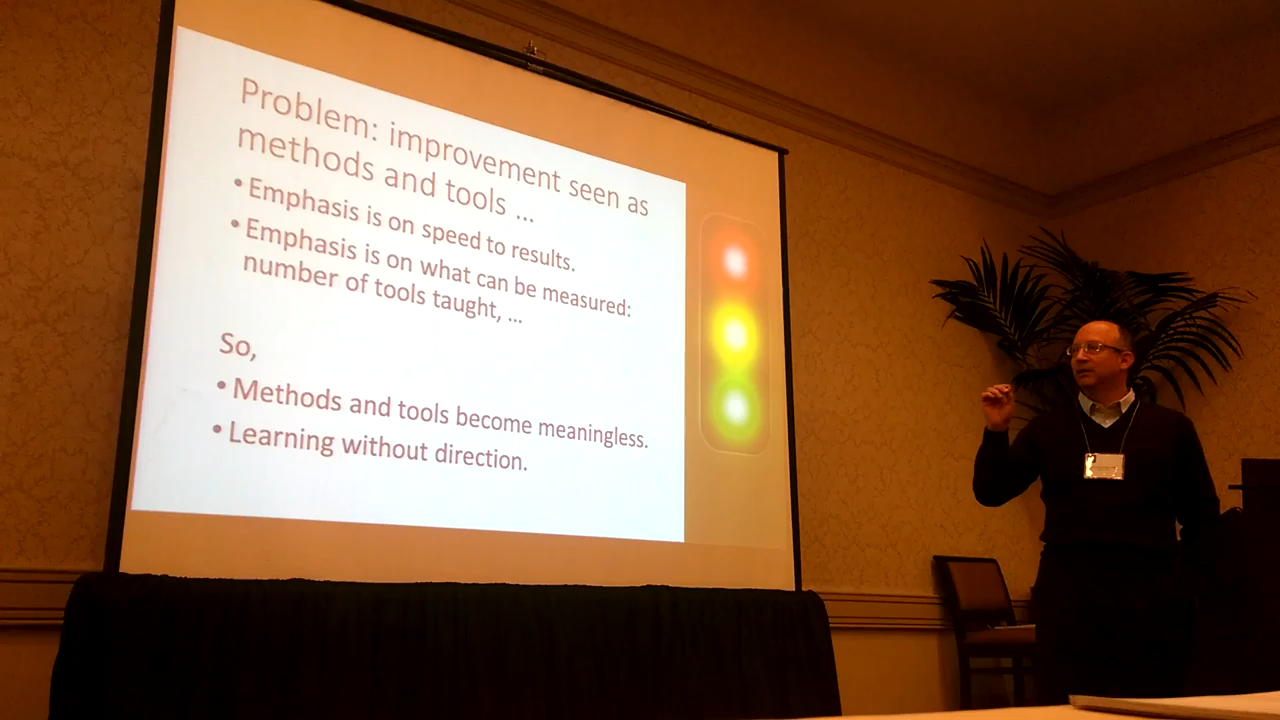 Problem: improvement seen as
methods and tools ...
• Emphasis is on speed to results.
• Emphasis is on what can be measured:
number of tools taught, ...
So,
• Methods and tools become meaningless.
• Learning without direction.